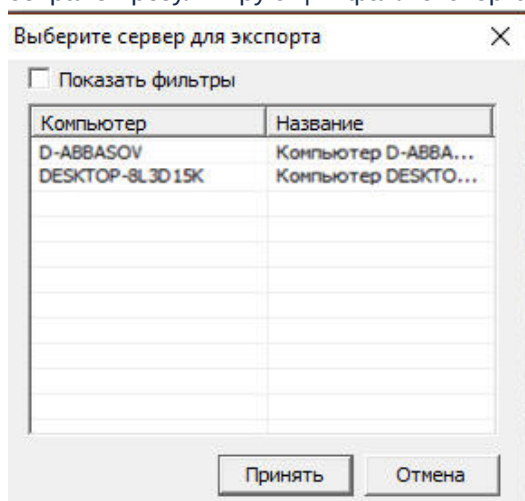 Выберите сервер для экспорта
Показать фильтры
Компьютер Название
D-ABBASOV Компьютер D-ABBA...
DESKTOP-8L3D15K Компьютер DESKTO...
Принять Отмена